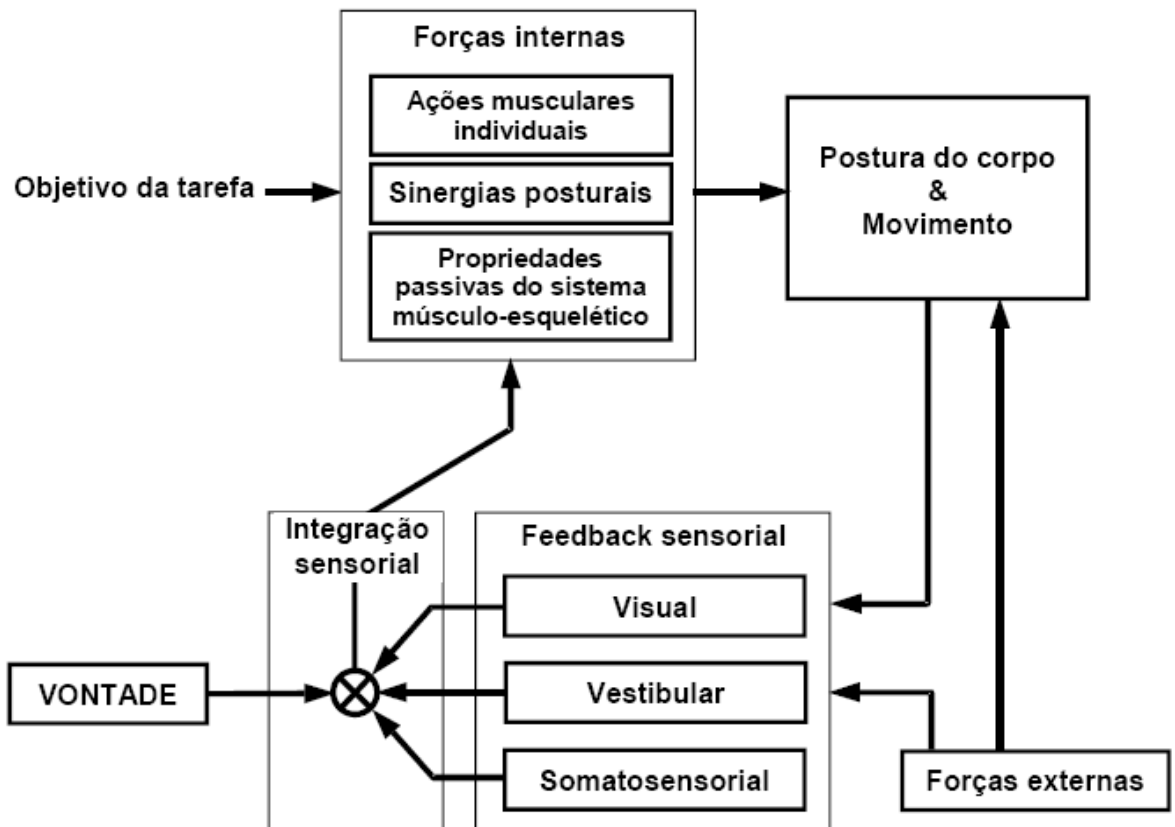 Forças internas
Ações musculares
individuais
Objetivo da tarefa
Sinergias posturais
Propriedades
passivas do sistema
músculo-esquelético
Postura do corpo
&
Movimento
Integração
sensorial
Feedback sensorial
Visual
VONTADE
Vestibular
Somatosensorial
Forças externas